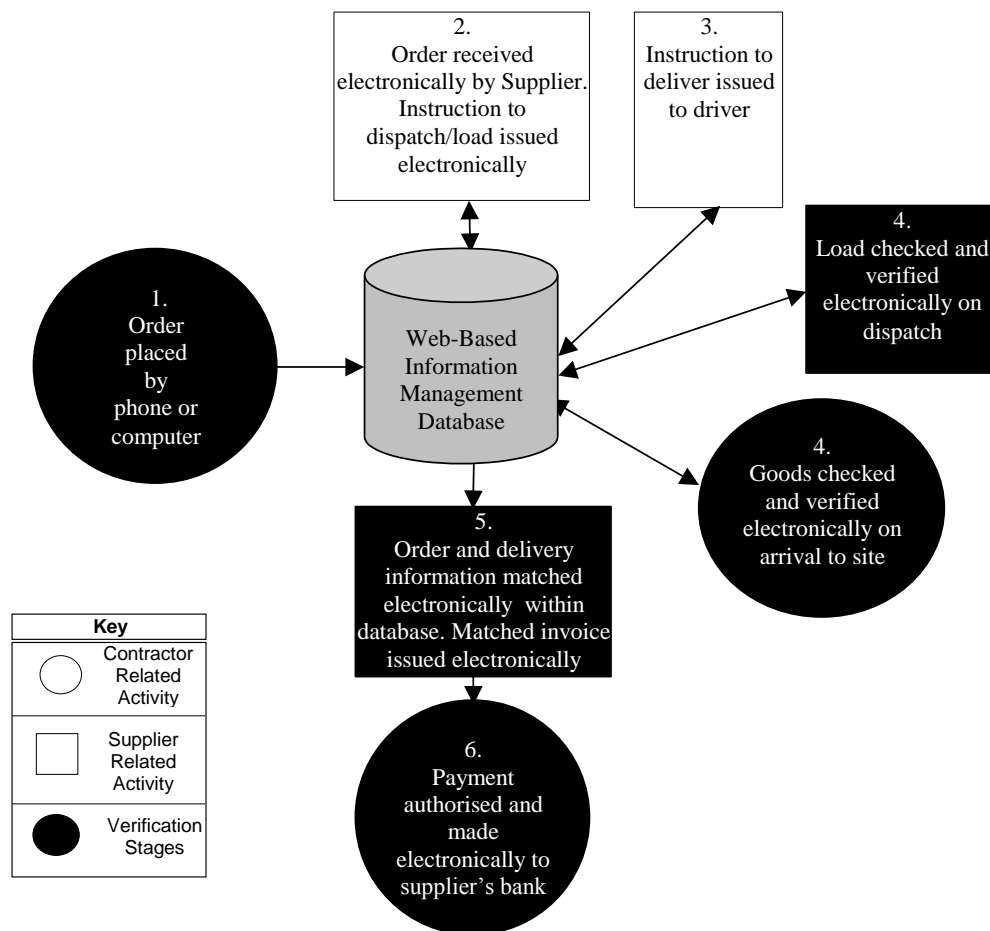 2.
Order received
electronically by Supplier.
Instruction to
dispatch/load issued
electronically
3.
Instruction to
deliver issued
to driver
4.
Load checked and
verified
electronically on
dispatch
1.
Order
placed
by
phone or
computer
Web-Based
Information
Management
Database
4.
Goods checked
and verified
electronically on
arrival to site
5.
Order and delivery
information matched
electronically within
database. Matched invoice
issued electronically
Key
Contractor
Related
Activity
Supplier
Related
Activity
Verification
Stages
6.
Payment
authorised and
made
electronically to
supplier's bank